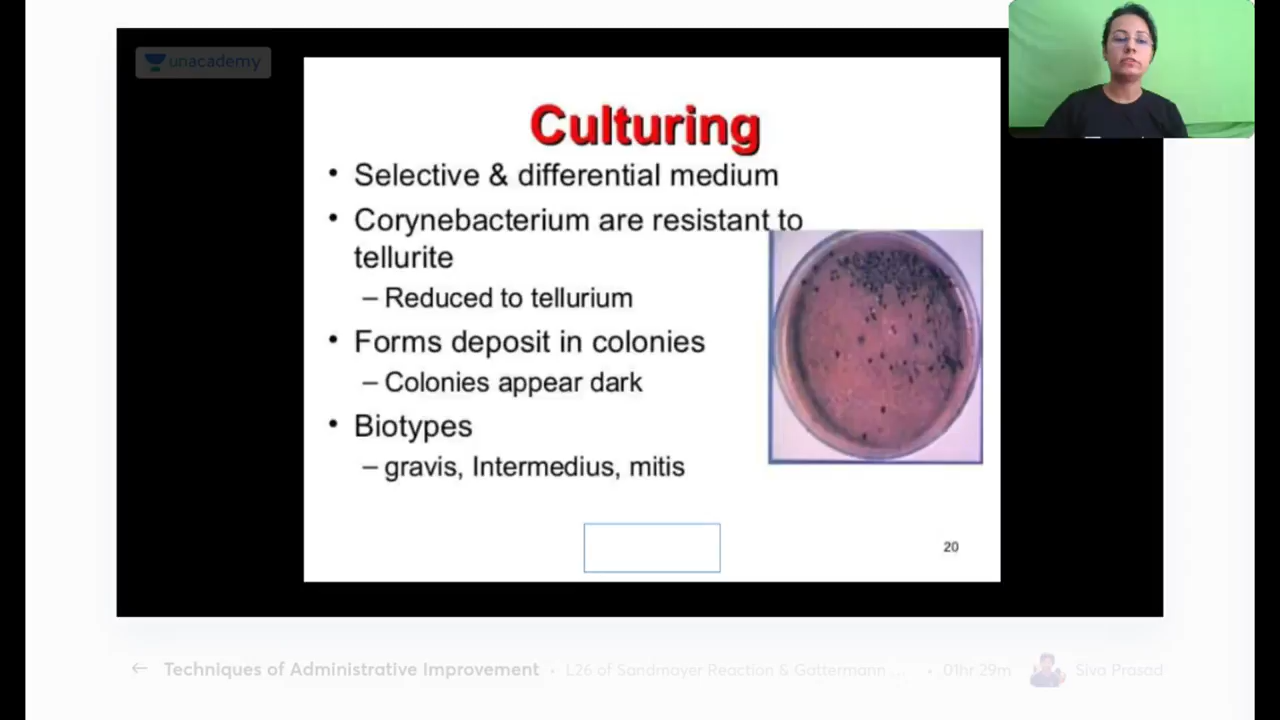 unacademy
Culturing
• Selective & differential medium
• Corynebacterium are resistant to
tellurite
– Reduced to tellurium
• Forms deposit in colonies
– Colonies appear dark
• Biotypes
– gravis, Intermedius, mitis
20
← Techniques of Administrative Improvement • L26 of Sandmayer Reaction & Gattermann ... • 01hr 29m Siva Prasad